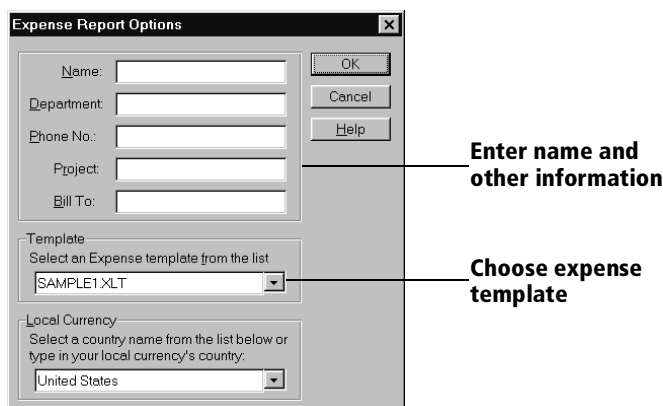 Expense Report Options
Name:
OK
Department:
Cancel
Phone No.:
Help
Project:
Bill To:
Enter name and
other information
Template
Select an Expense template from the list
SAMPLE1.XLT
Choose expense
template
Local Currency
Select a country name from the list below or
type in your local currency's country:
United States